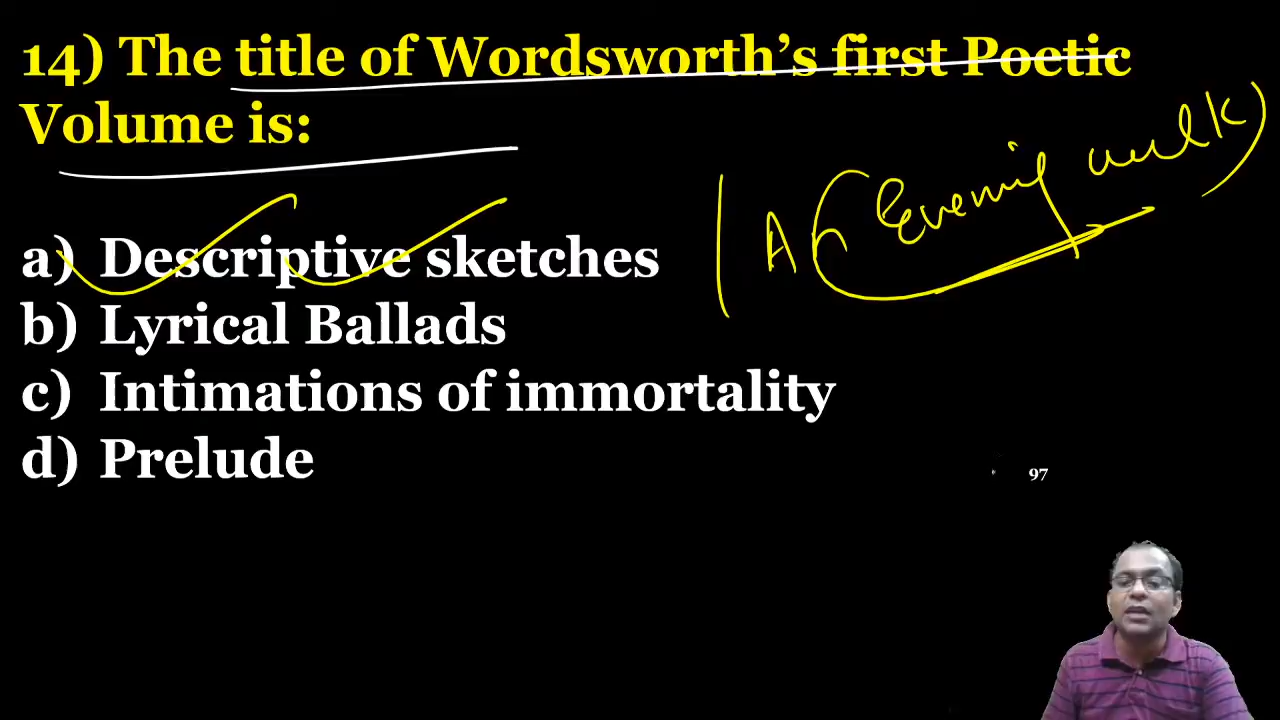 14) The title of Wordsworth's first Poetic
Volume is:
(An Evening walk)
a) Descriptive sketches
b) Lyrical Ballads
c) Intimations of immortality
d) Prelude
97